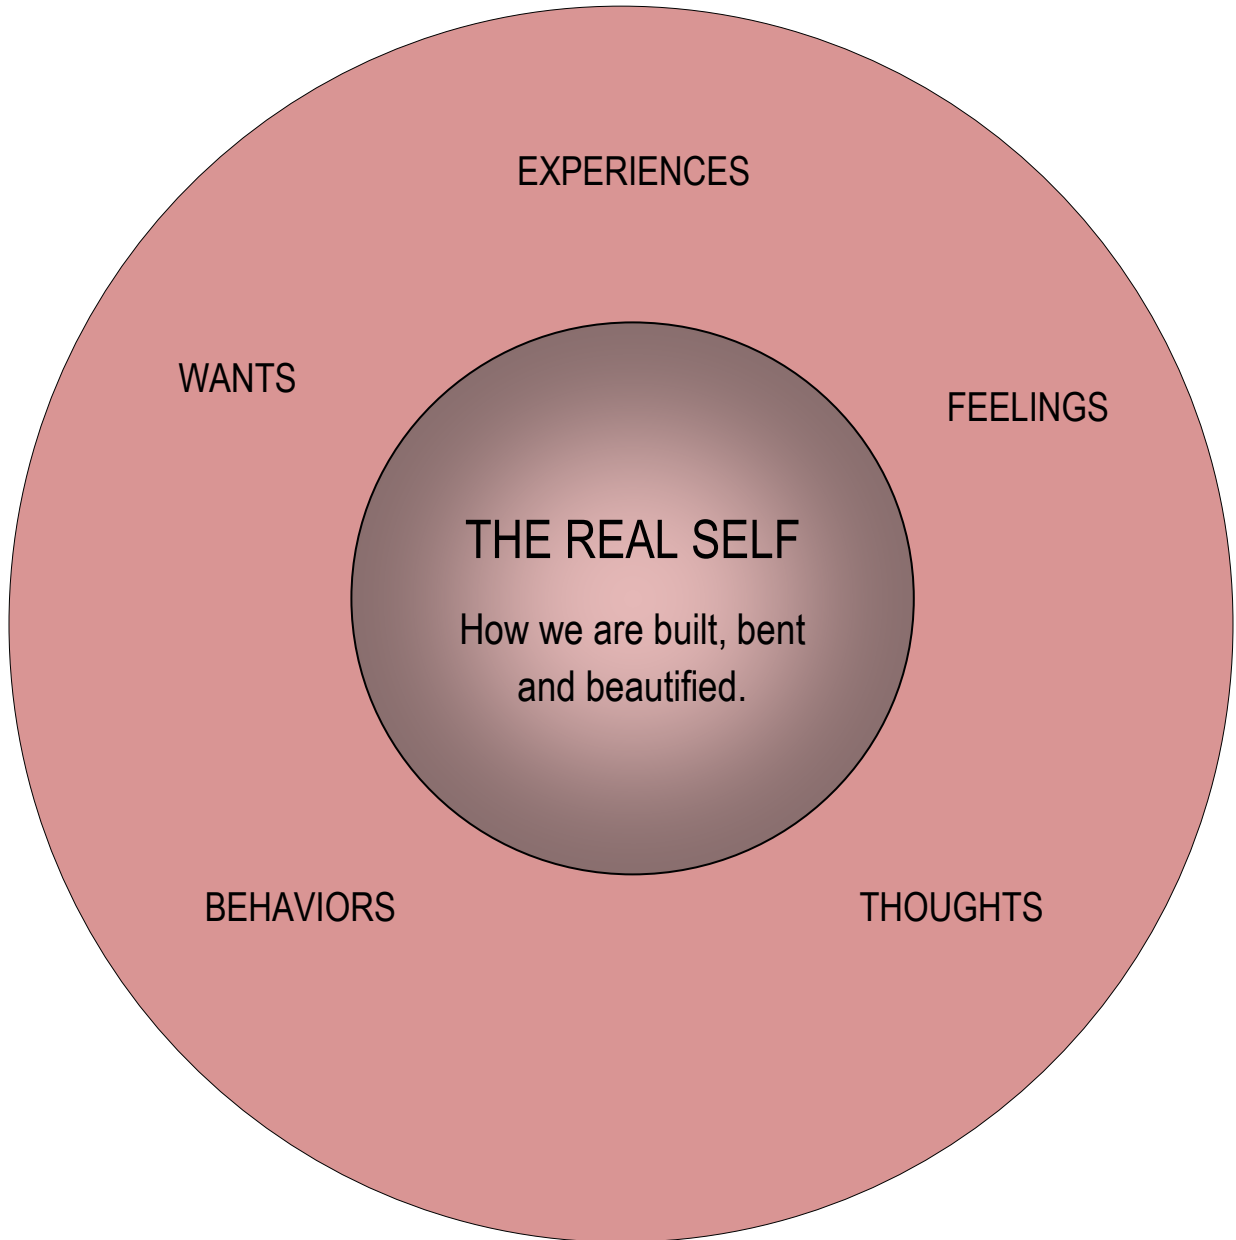 EXPERIENCES
WANTS
FEELINGS
THE REAL SELF
How we are built, bent
and beautified.
BEHAVIORS
THOUGHTS